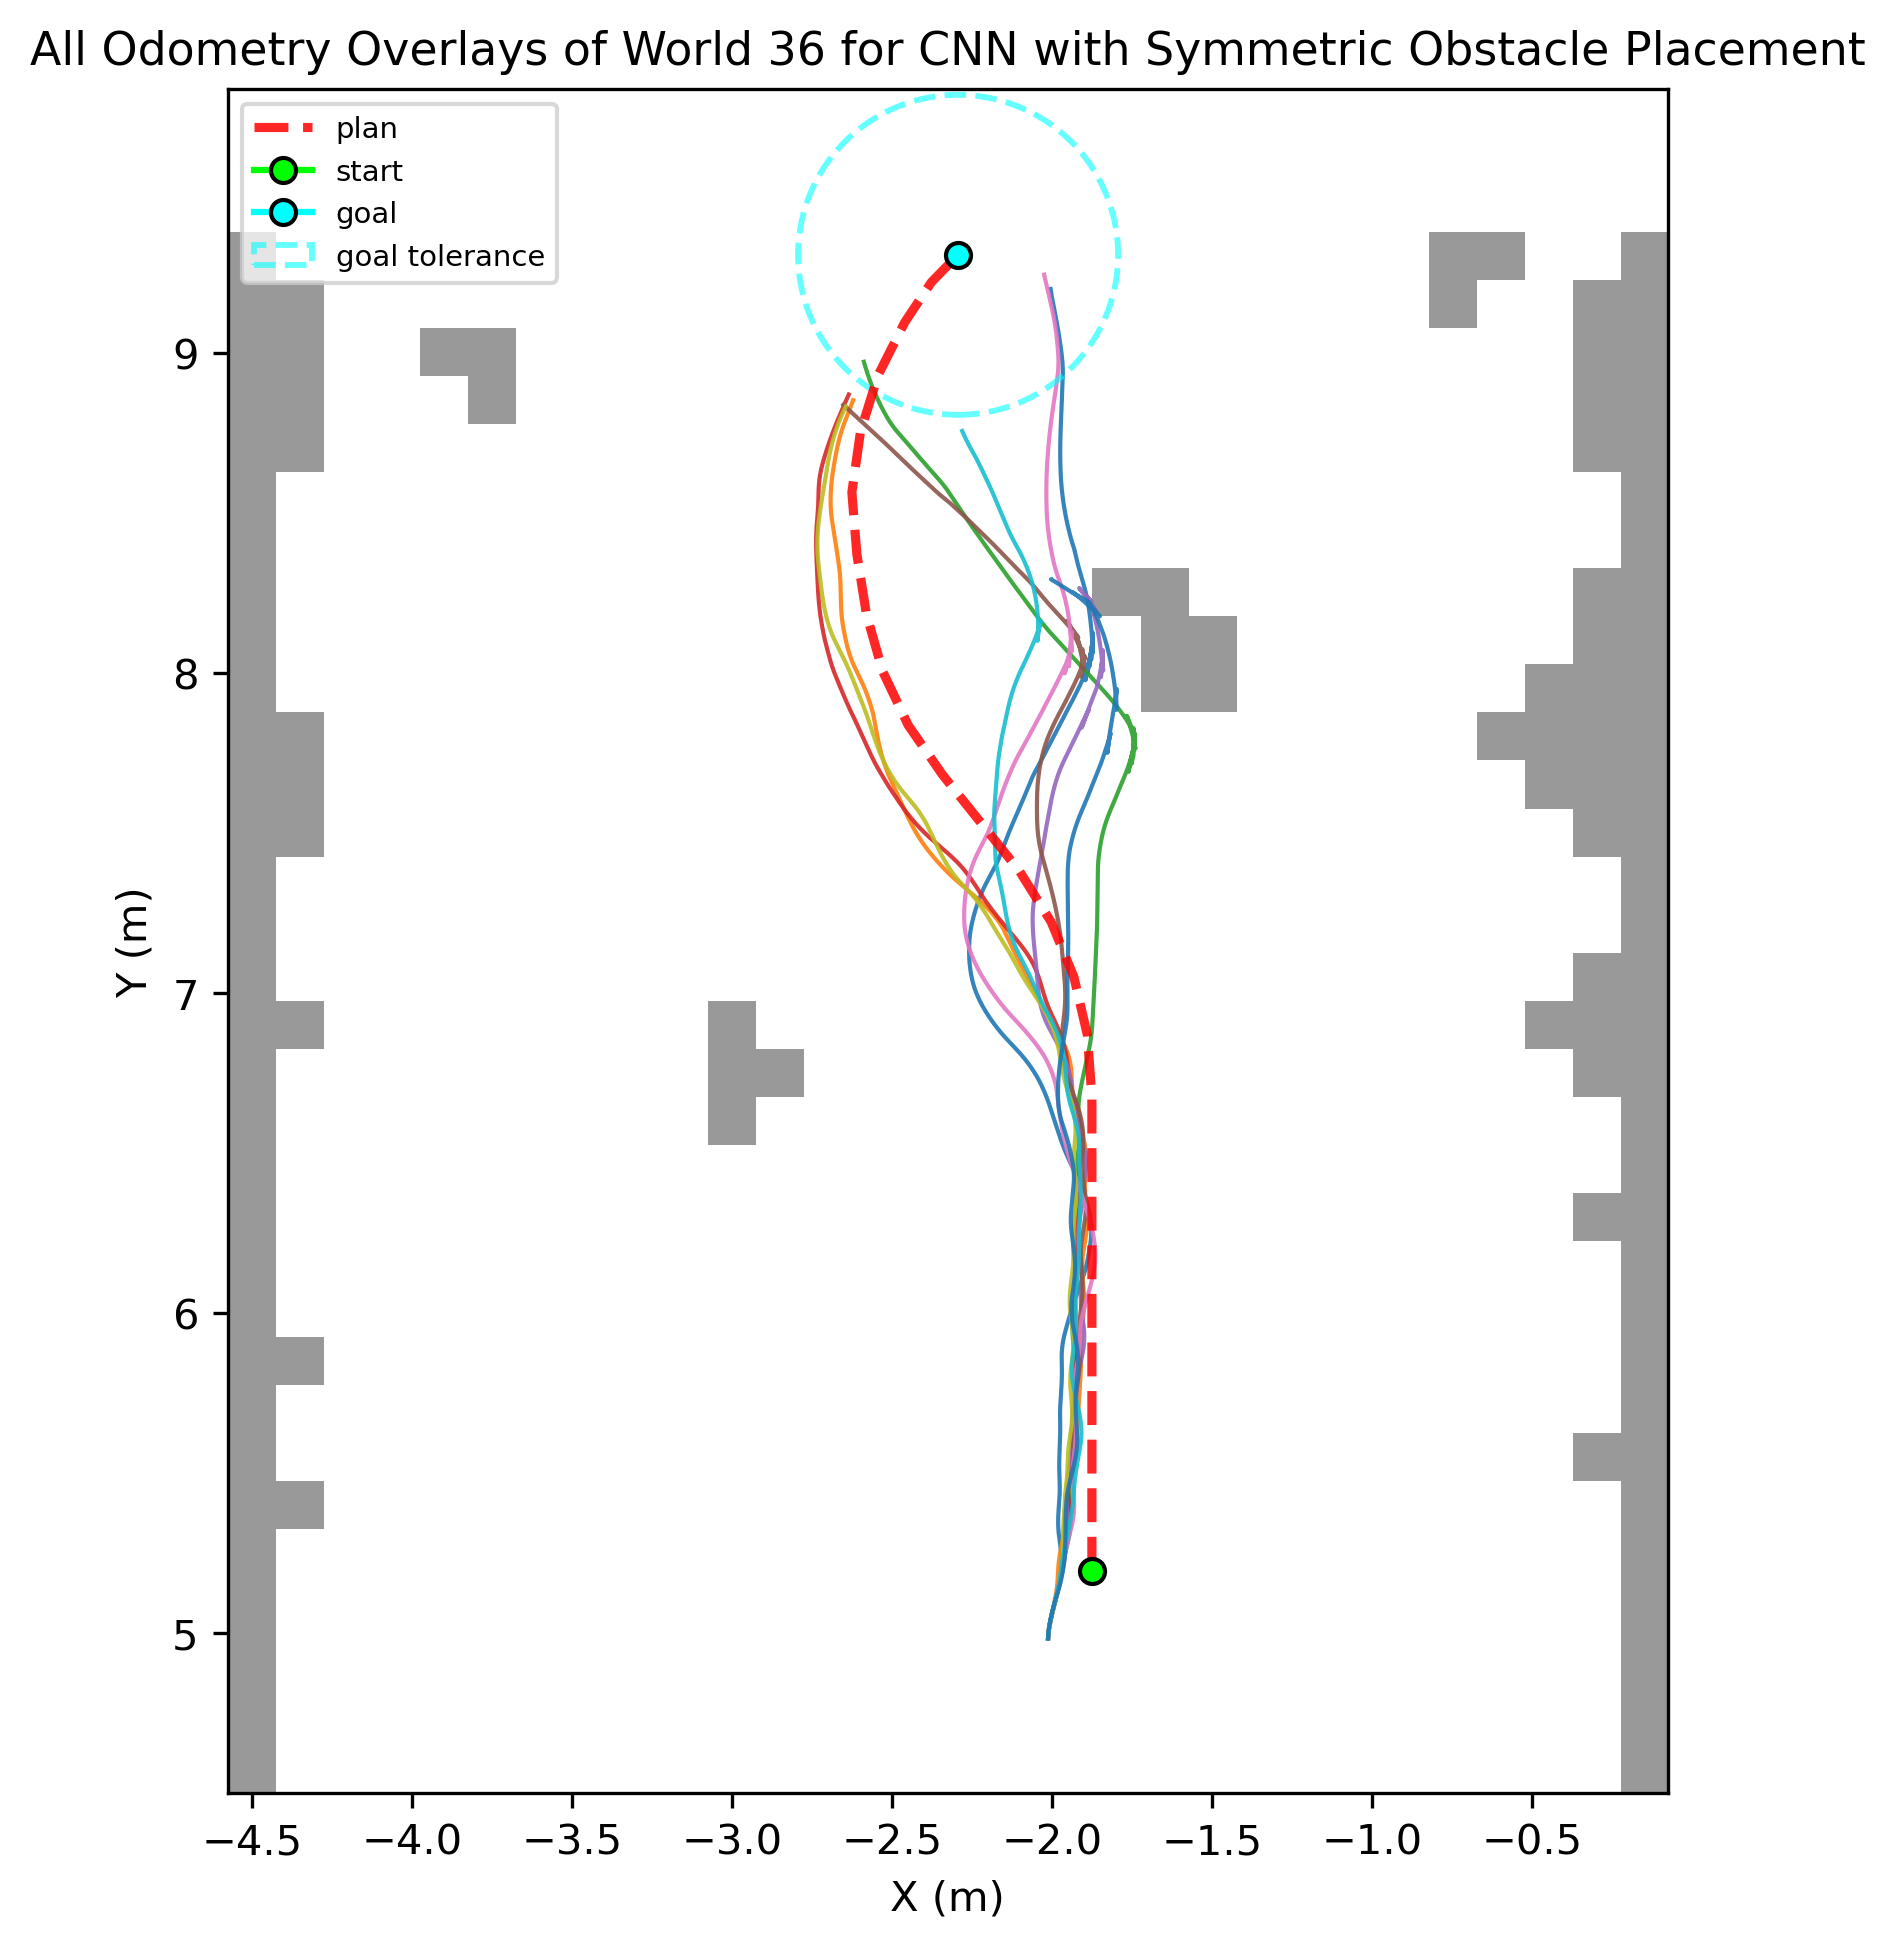 All Odometry Overlays of World 36 for CNN with Symmetric Obstacle Placement
plan
start
goal
goal tolerance
9
8
7
6
5
Y (m)
−4.5 −4.0 −3.5 −3.0 −2.5 −2.0 −1.5 −1.0 −0.5
X (m)